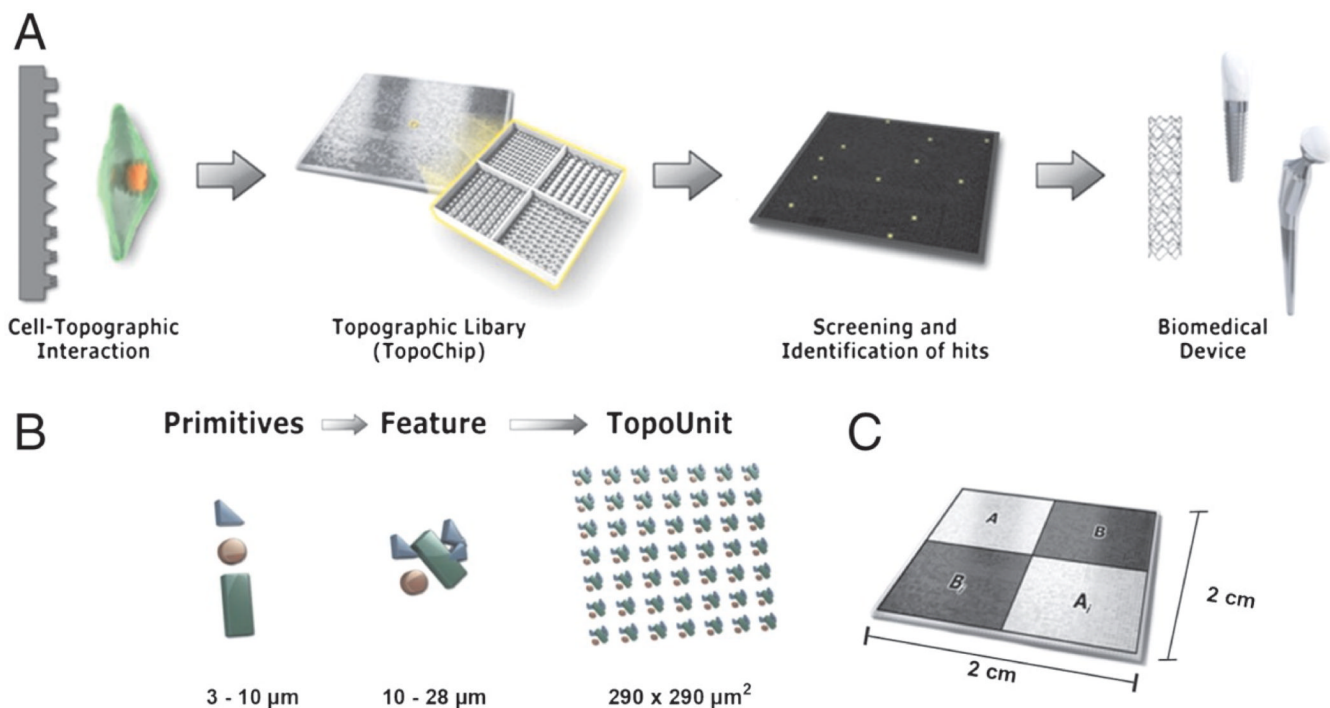 A
Cell-Topographic
Interaction
Topographic Libary
(TopoChip)
Screening and
Identification of hits
Biomedical
Device
B
Primitives
Feature
TopoUnit
3 - 10 µm
10 - 28 µm
290 x 290 µm²
C
A
B
Bᵢ
Aᵢ
2 cm
2 cm